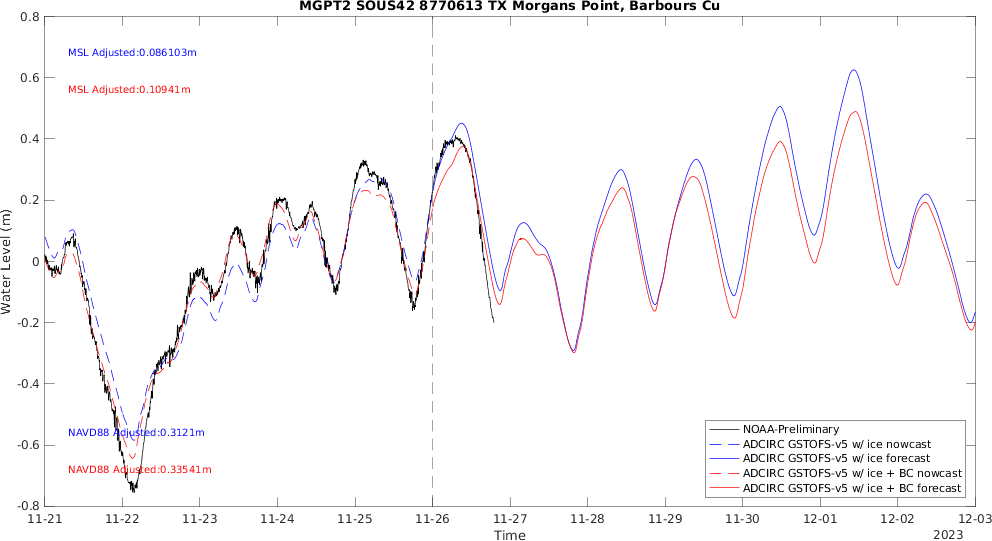 MGPT2 SOUS42 8770613 TX Morgans Point, Barbours Cu
0.8
0.6
0.4
0.2
0
-0.2
-0.4
-0.6
-0.8
Water Level (m)
MSL Adjusted:0.086103m
MSL Adjusted:0.10941m
NAVD88 Adjusted:0.3121m
NAVD88 Adjusted:0.33541m
NOAA-Preliminary
ADCIRC GSTOFS-v5 w/ ice nowcast
ADCIRC GSTOFS-v5 w/ ice forecast
ADCIRC GSTOFS-v5 w/ ice + BC nowcast
ADCIRC GSTOFS-v5 w/ ice + BC forecast
11-21 11-22 11-23 11-24 11-25 11-26 11-27 11-28 11-29 11-30 12-01 12-02 12-03
Time
2023